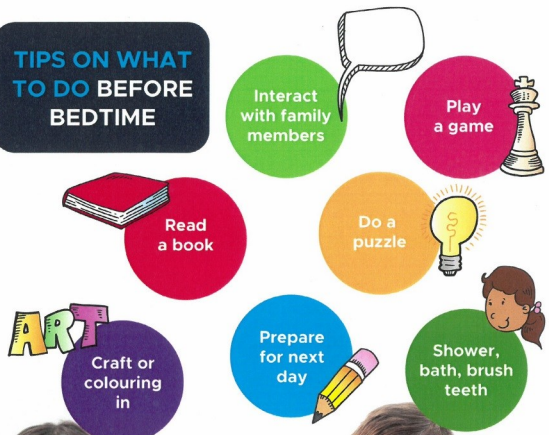 TIPS ON WHAT
TO DO BEFORE
BEDTIME
Interact
with family
members
Play
a game
Read
a book
Do a
puzzle
ART
Craft or
colouring
in
Prepare
for next
day
Shower,
bath, brush
teeth